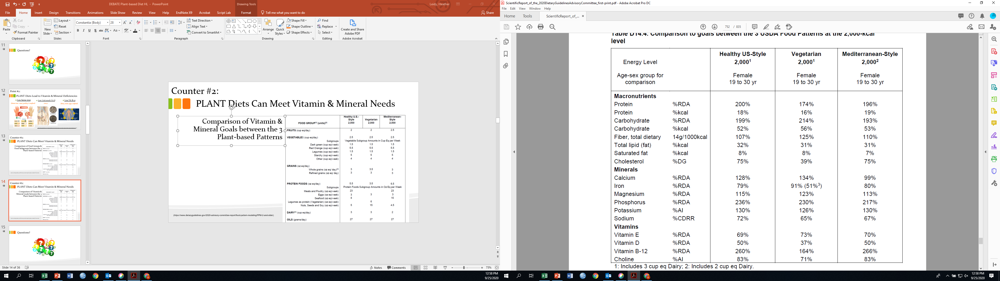 DEBATE Plant-based Diet HL - PowerPoint
Drawing Tools
Leidy, Heather
File Home Insert Design Transitions Animations Slide Show Review View Help EndNote X9 Acrobat Script Lab Format Tell me what you want to do Share
Paste
Cut
Copy
Format Painter
Clipboard
New Slide
Layout
Reset
Section
Slides
Constantia (Body) 28
Font
Text Direction
Align Text
Convert to SmartArt
Paragraph
Arrange
Quick Styles
Shape Fill
Shape Outline
Shape Effects
Drawing
Find
Replace
Select
Editing
Create and Share Adobe PDF
Adobe Acrobat
11
Questions?
12
Point #2:
PLANT Diets Lead to Vitamin & Mineral Deficiencies
13
Counter #2:
PLANT Diets Can Meet Vitamin & Mineral Needs
Comparison of Food Groups &
Food Subgroups between the 3
Plant-based Patterns
14
Counter #2:
PLANT Diets Can Meet Vitamin & Mineral Needs
Comparison of Vitamin &
Mineral Goals between the 3
Plant-based Patterns
15
Questions?
Counter #2:
PLANT Diets Can Meet Vitamin & Mineral Needs
Comparison of Vitamin &
Mineral Goals between the 3
Plant-based Patterns
(https://www.dietaryguidelines.gov/2020-advisory-committee-report/food-pattern-modeling/FPM-2-and-older).
FOOD GROUP[1] (units)[2] Healthy U.S.-Style 2,000 Vegetarian 2,000 Mediterranean-Style 2,000
FRUITS (cup eq/day) 2 2 2.5
VEGETABLES (cup eq/day) 2.5 2.5 2.5
Subgroups Vegetable Subgroup Amounts in Cup Eq per Week
Dark green (cup eq/week) 1.5 1.5 1.5
Red Orange (cup eq/week) 5.5 5.5 5.5
Legumes (cup eq/week) 1.5 1.5 1.5
Starchy (cup eq/week) 5 5 5
Other (cup eq/week) 4 4 4
GRAINS (oz eq/day)
Whole grains (oz eq/ day)[3] 3 3.5 3
Refined grains (oz eq/ day) 3 3 3
PROTEIN FOODS (oz eq/day) 5.5 3.5 6.5
Subgroups Protein Foods Subgroup Amounts in Oz Eq per Week
Meats and Poultry (oz eq/week) 23 23
Eggs (oz eq/week) 3 3 3
Seafood (oz eq/week) 8 15
Legumes as protein (Vegetarian) (oz eq/week) 6
Nuts, Seeds and Soy (oz eq/week) 5 15 4.5
DAIRY[4] (cup eq/day) 3 3 2
OILS (grams/day) 27 27 27
Slide 14 of 36
Notes
Comments
75%
12:58 PM
9/25/2020
ScientificReport_of_the_2020DietaryGuidelinesAdvisoryCommittee_first-print.pdf - Adobe Acrobat Pro DC
File Edit View Window Help
Home Tools ScientificReport_of_...
752 / 835
Table D14.4. Comparison to goals between the 3 USDA Food Patterns at the 2,000-kcal
level
Energy Level Healthy US-Style 2,000¹ Vegetarian 2,000¹ Mediterranean-Style 2,000²
Age-sex group for comparison Female 19 to 30 yr Female 19 to 30 yr Female 19 to 30 yr
Macronutrients
Protein %RDA 200% 174% 196%
Protein %kcal 18% 16% 19%
Carbohydrate %RDA 199% 214% 193%
Carbohydrate %kcal 52% 56% 53%
Fiber, total dietary 14g/1000kcal 107% 125% 110%
Total lipid (fat) %kcal 32% 31% 31%
Saturated fat %kcal 8% 8% 7%
Cholesterol %DG 75% 39% 75%
Minerals
Calcium %RDA 128% 134% 99%
Iron %RDA 79% 91% (51%³) 80%
Magnesium %RDA 115% 123% 113%
Phosphorus %RDA 236% 230% 217%
Potassium %AI 130% 126% 130%
Sodium %CDRR 72% 65% 67%
Vitamins
Vitamin E %RDA 69% 73% 70%
Vitamin D %RDA 50% 37% 50%
Vitamin B-12 %RDA 260% 164% 266%
Choline %AI 83% 71% 83%
1: Includes 3 cup eq Dairy; 2: Includes 2 cup eq Dairy.
12:58 PM
9/25/2020